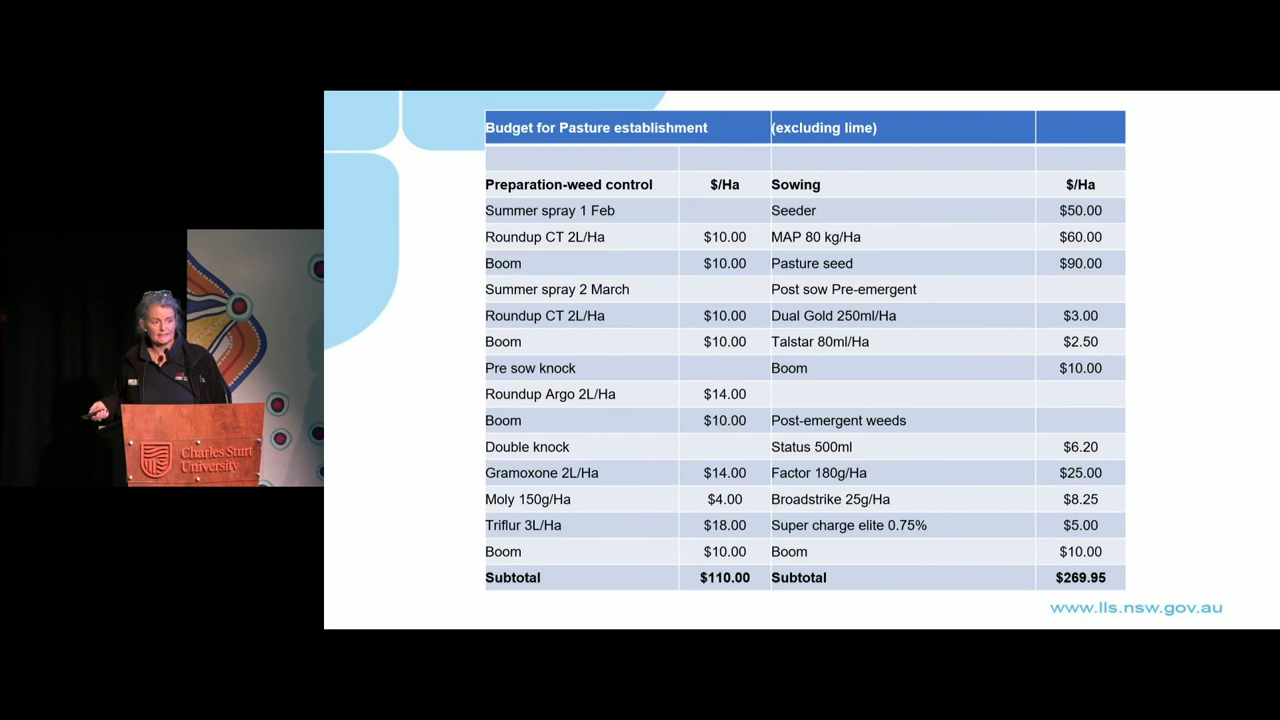 Budget for Pasture establishment (excluding lime)
Preparation-weed control $/Ha Sowing $/Ha
Summer spray 1 Feb Seeder $50.00
Roundup CT 2L/Ha $10.00 MAP 80 kg/Ha $60.00
Boom $10.00 Pasture seed $90.00
Summer spray 2 March Post sow Pre-emergent
Roundup CT 2L/Ha $10.00 Dual Gold 250ml/Ha $3.00
Boom $10.00 Talstar 80ml/Ha $2.50
Pre sow knock Boom $10.00
Roundup Argo 2L/Ha $14.00
Boom $10.00 Post-emergent weeds
Double knock Status 500ml $6.20
Gramoxone 2L/Ha $14.00 Factor 180g/Ha $25.00
Moly 150g/Ha $4.00 Broadstrike 25g/Ha $8.25
Triflur 3L/Ha $18.00 Super charge elite 0.75% $5.00
Boom $10.00 Boom $10.00
Subtotal $110.00 Subtotal $269.95
www.lls.nsw.gov.au
Charles Sturt
University